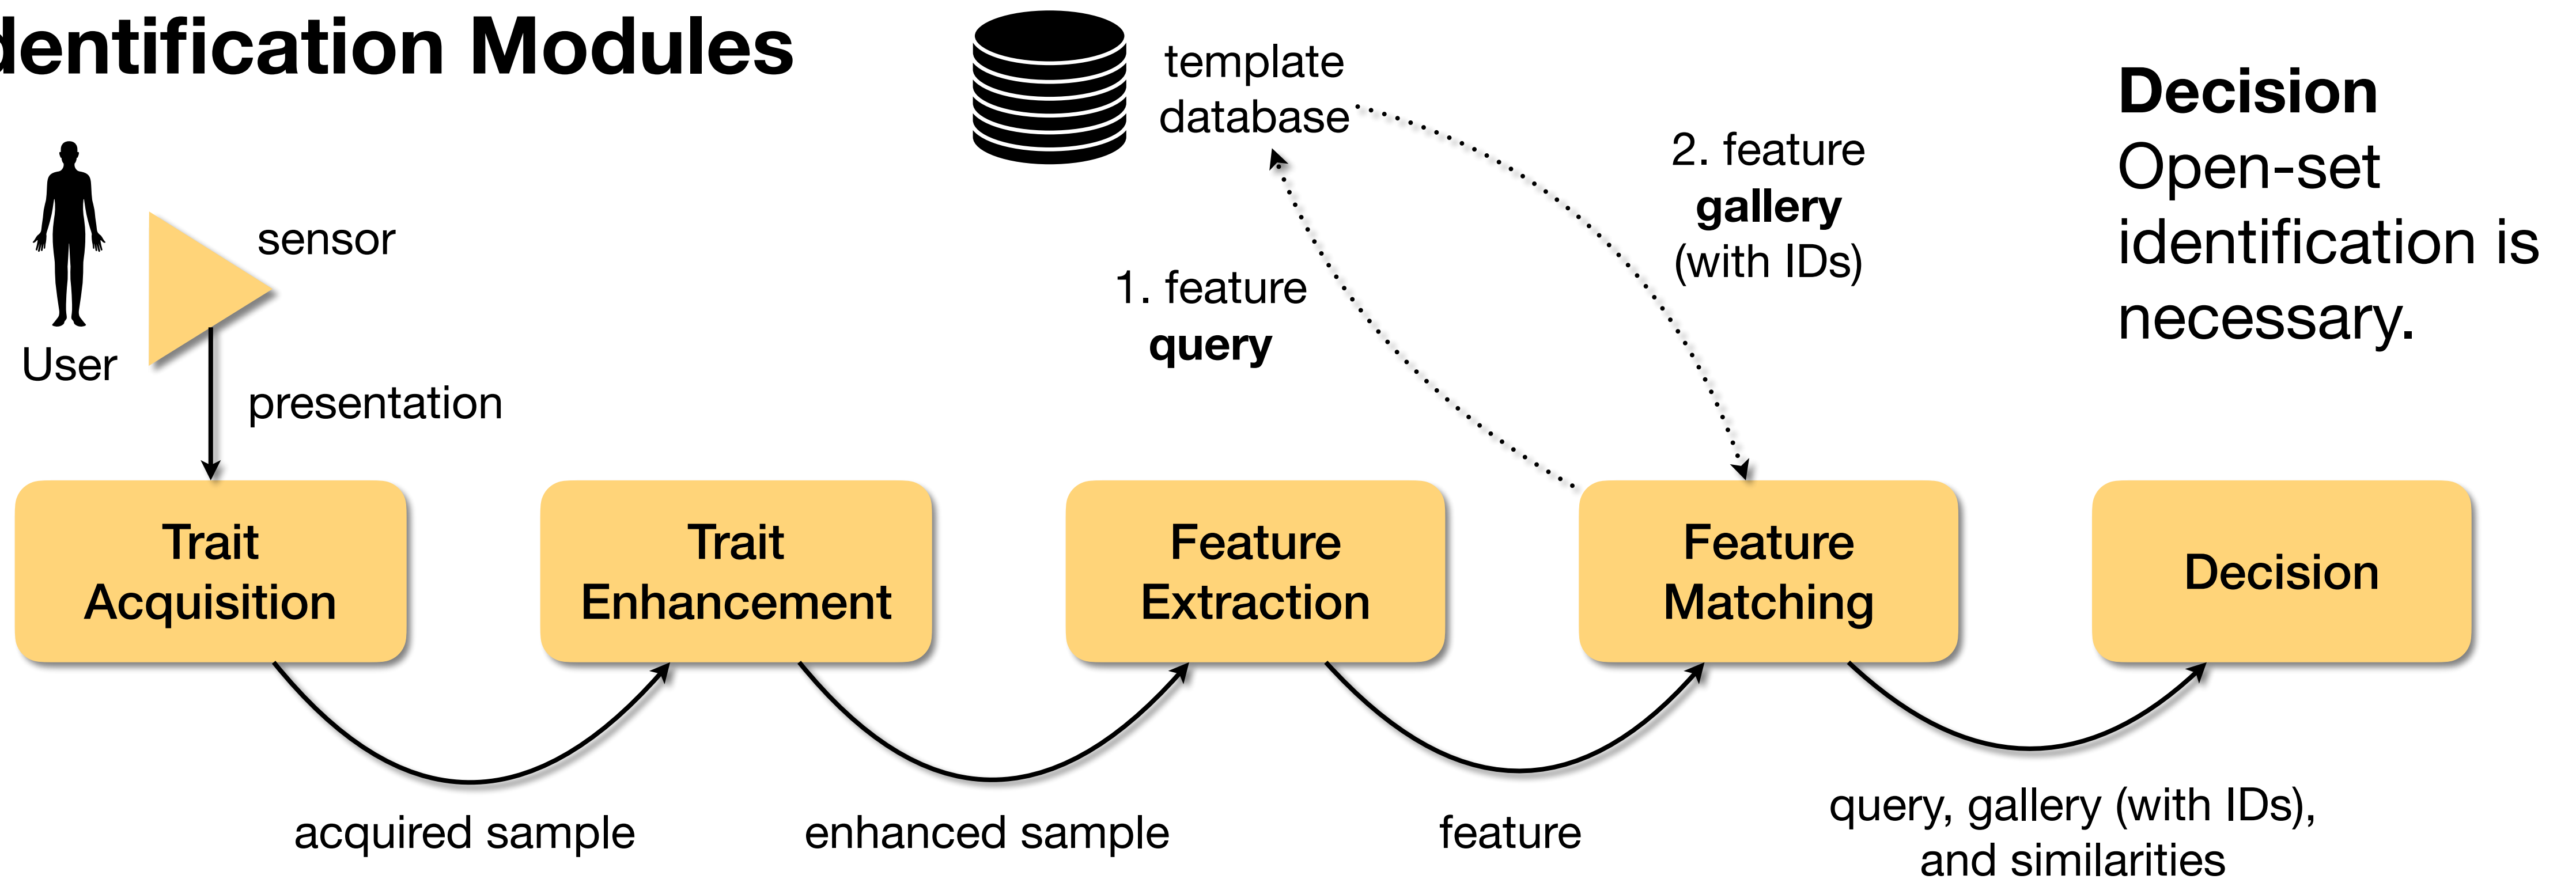 dentification Modules
template
database
Decision
Open-set
identification is
necessary.
2. feature
gallery
(with IDs)
sensor
1. feature
query
User
presentation
Trait
Acquisition
Trait
Enhancement
Feature
Extraction
Feature
Matching
Decision
acquired sample
enhanced sample
feature
query, gallery (with IDs),
and similarities